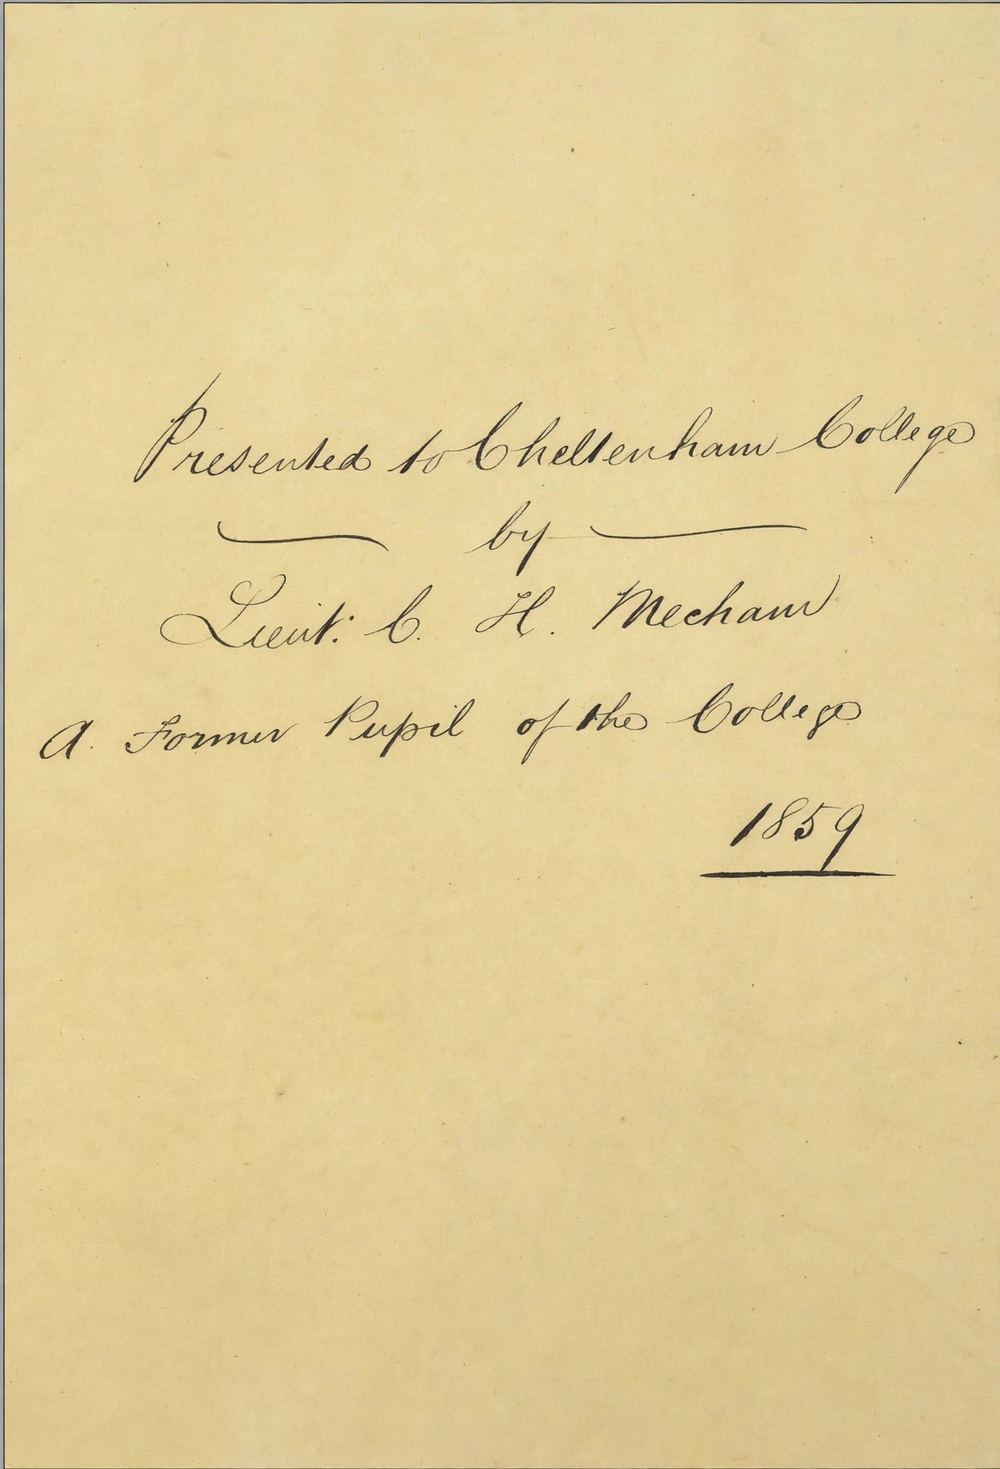 Presented to Cheltenham College
by
Lieut: C. H. Mecham
A. Former Pupil of the College
1859